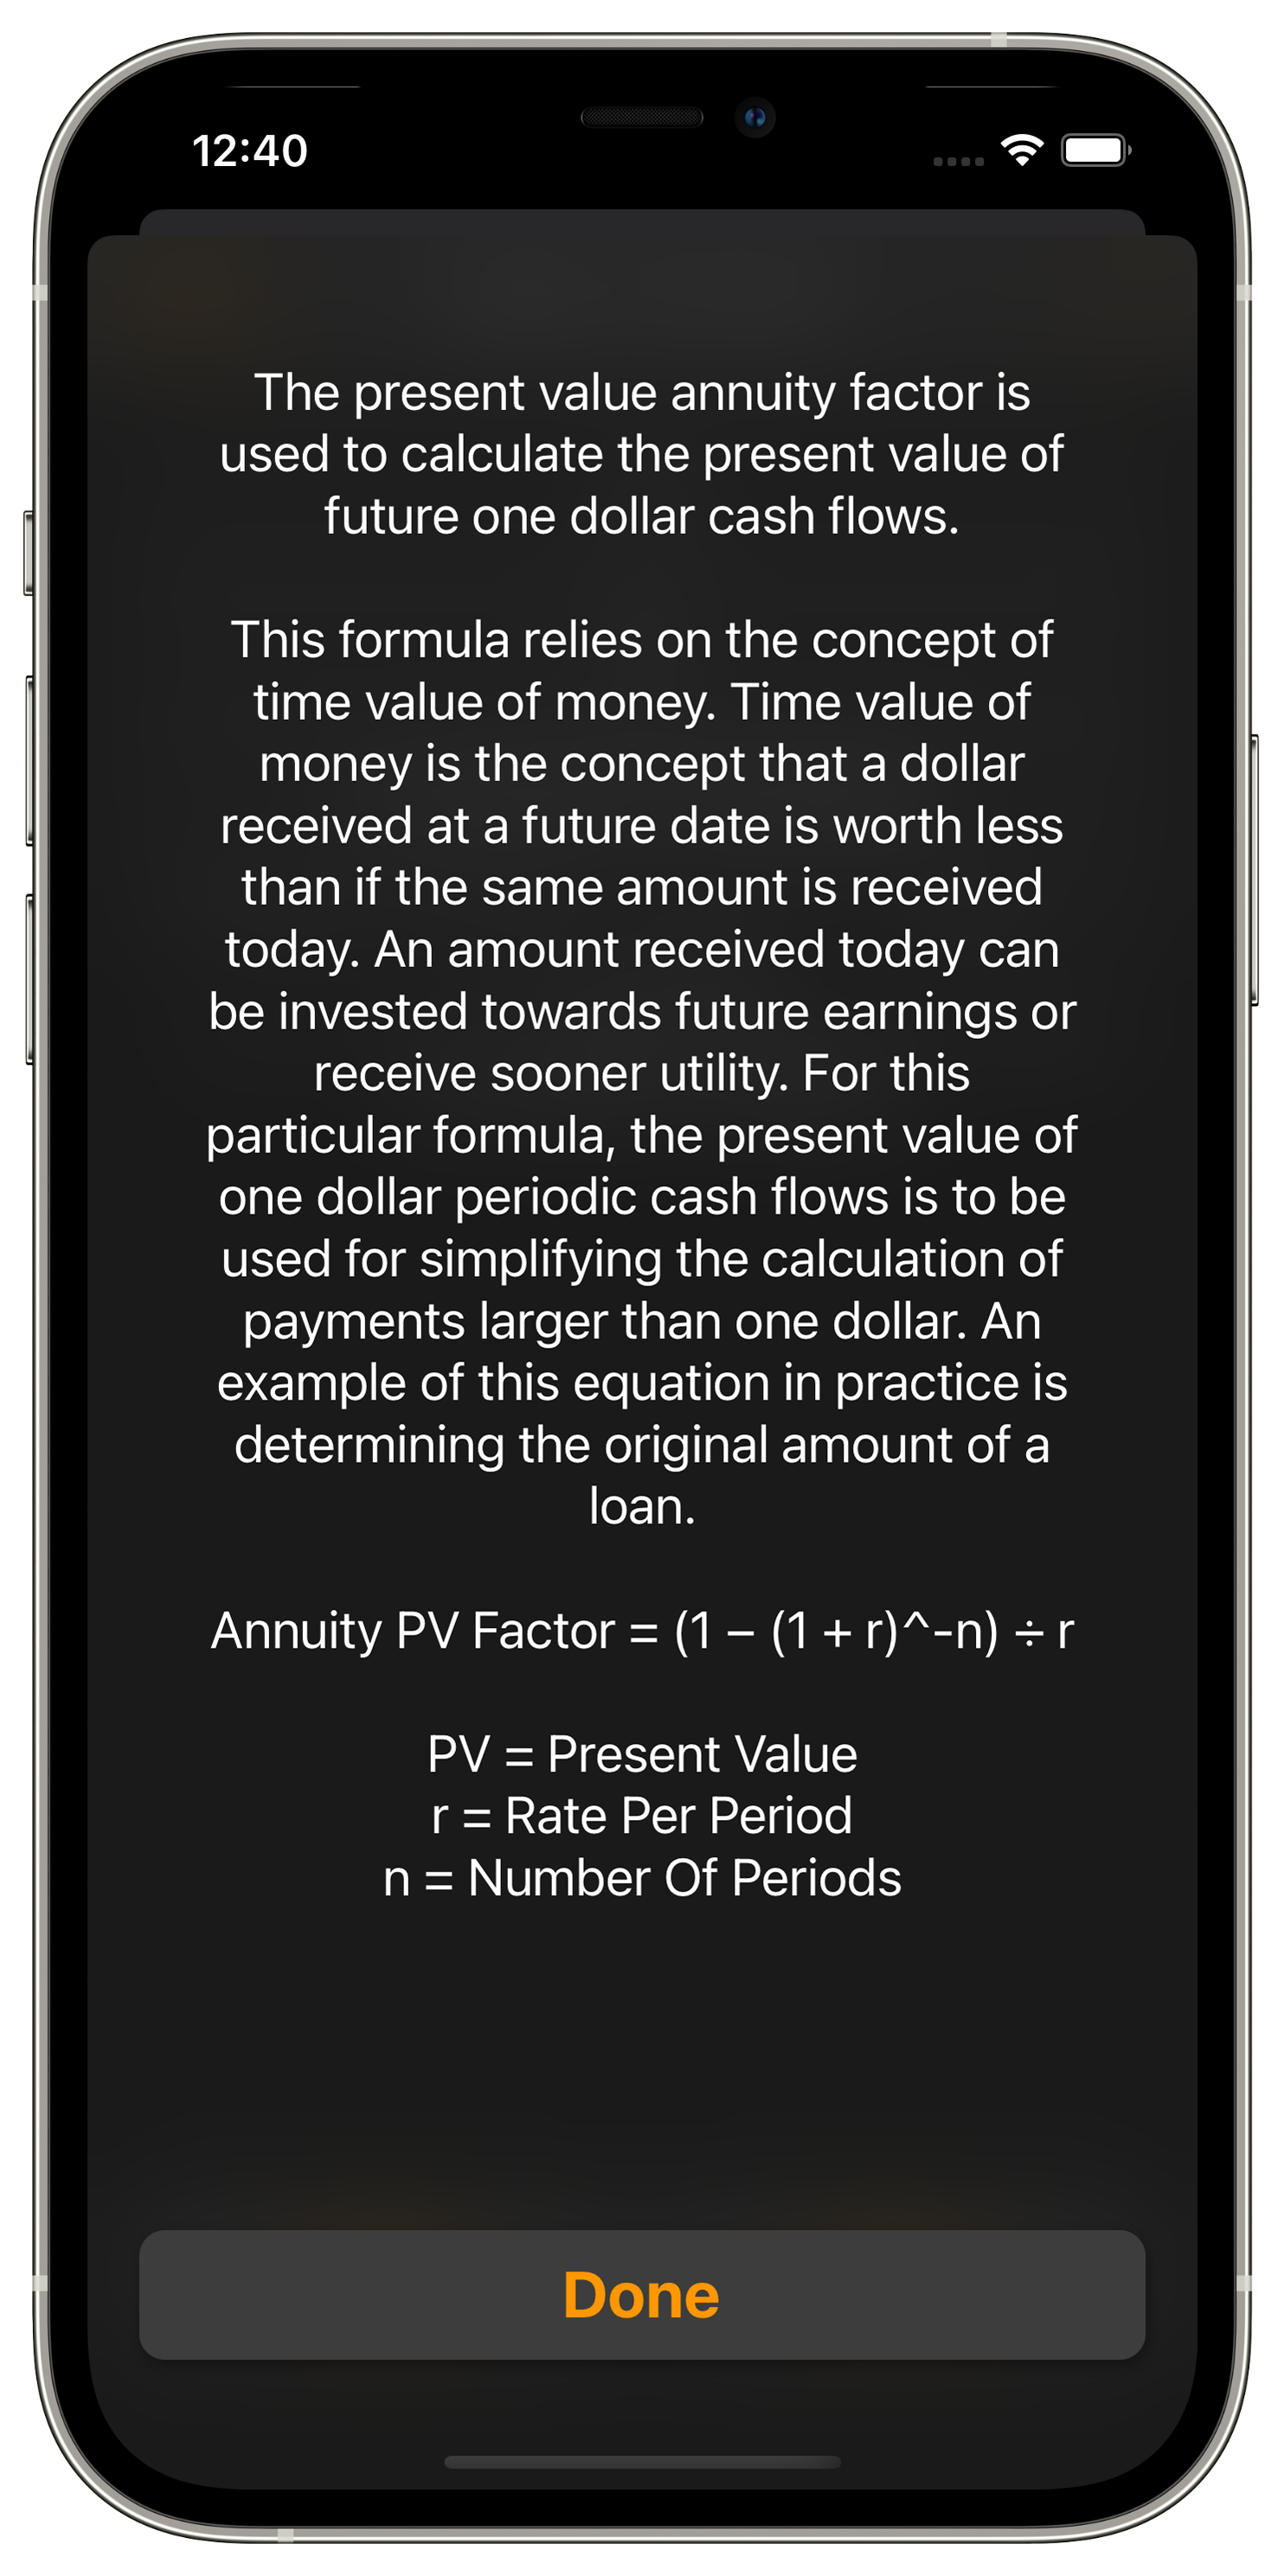 12:40
The present value annuity factor is
used to calculate the present value of
future one dollar cash flows.
This formula relies on the concept of
time value of money. Time value of
money is the concept that a dollar
received at a future date is worth less
than if the same amount is received
today. An amount received today can
be invested towards future earnings or
receive sooner utility. For this
particular formula, the present value of
one dollar periodic cash flows is to be
used for simplifying the calculation of
payments larger than one dollar. An
example of this equation in practice is
determining the original amount of a
loan.
Annuity PV Factor = (1 – (1 + r)^-n) ÷ r
PV = Present Value
r = Rate Per Period
n = Number Of Periods
Done